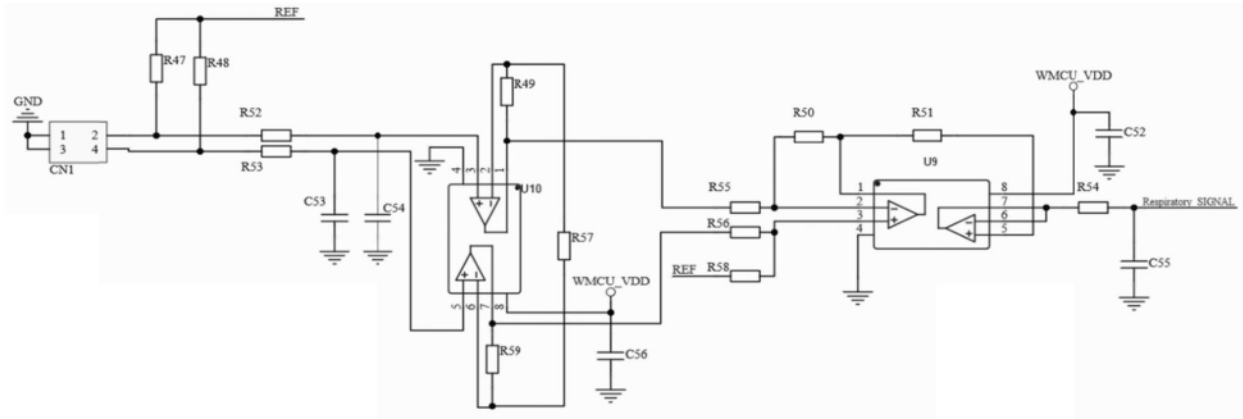 REF
R47
R48
R49
GND
1 2
3 4
CN1
R52
R53
C53
C54
4 3 2 1
U10
5 6 7 8
R57
R59
WMCU_VDD
C56
R55
R56
REF
R58
R50
R51
U9
1
2
3
4
8
7
6
5
WMCU_VDD
C52
R54
Respiratory SIGNAL
C55